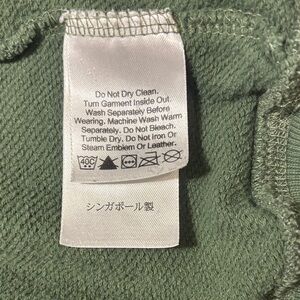 Do Not Dry Clean.
Turn Garment Inside Out.
Wash Separately Before
Wearing. Machine Wash Warm
Separately. Do Not Bleach.
Tumble Dry. Do Not Iron or
Steam Emblem Or Leather.
40C
シンガポール製